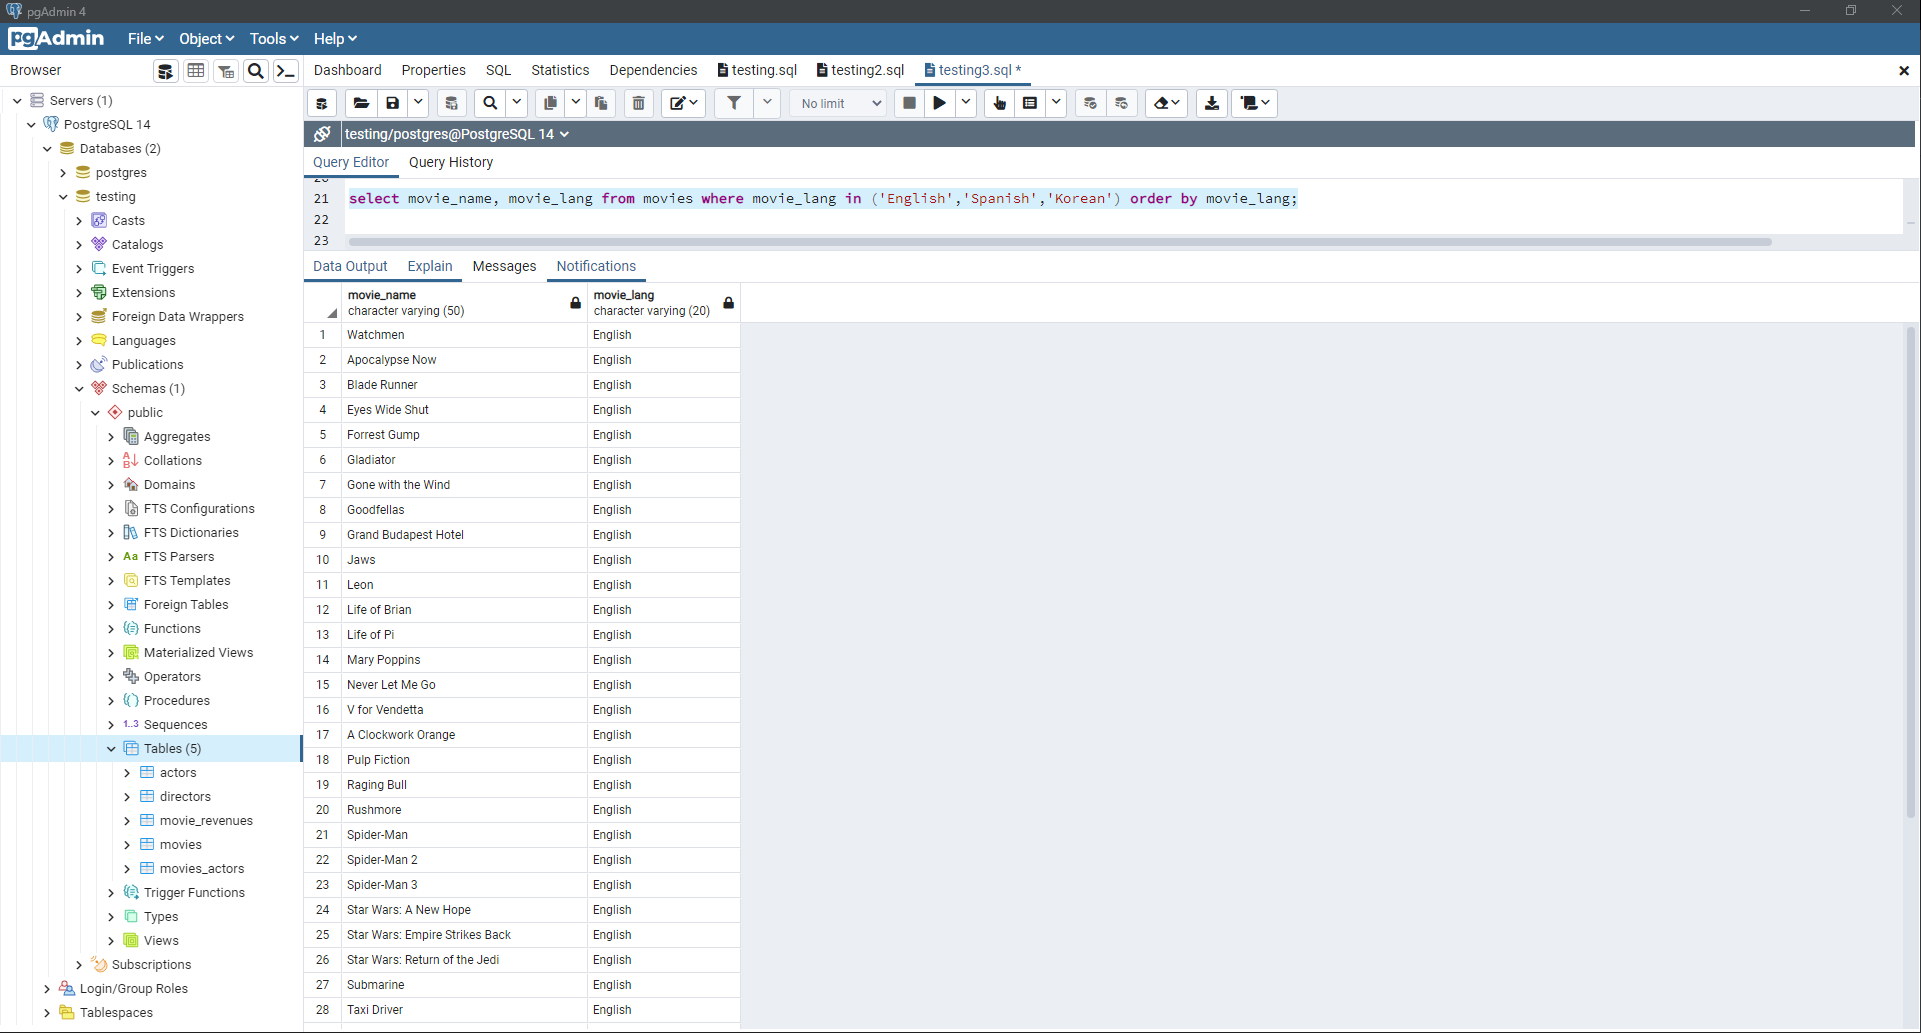 pgAdmin 4
pgAdmin File Object Tools Help
Browser
Dashboard Properties SQL Statistics Dependencies testing.sql testing2.sql testing3.sql *
No limit
testing/postgres@PostgreSQL 14
Query Editor Query History
21 select movie_name, movie_lang from movies where movie_lang in ('English','Spanish','Korean') order by movie_lang;
22
23
Data Output Explain Messages Notifications
movie_name
character varying (50)
movie_lang
character varying (20)
1 Watchmen English
2 Apocalypse Now English
3 Blade Runner English
4 Eyes Wide Shut English
5 Forrest Gump English
6 Gladiator English
7 Gone with the Wind English
8 Goodfellas English
9 Grand Budapest Hotel English
10 Jaws English
11 Leon English
12 Life of Brian English
13 Life of Pi English
14 Mary Poppins English
15 Never Let Me Go English
16 V for Vendetta English
17 A Clockwork Orange English
18 Pulp Fiction English
19 Raging Bull English
20 Rushmore English
21 Spider-Man English
22 Spider-Man 2 English
23 Spider-Man 3 English
24 Star Wars: A New Hope English
25 Star Wars: Empire Strikes Back English
26 Star Wars: Return of the Jedi English
27 Submarine English
28 Taxi Driver English
Servers (1)
PostgreSQL 14
Databases (2)
postgres
testing
Casts
Catalogs
Event Triggers
Extensions
Foreign Data Wrappers
Languages
Publications
Schemas (1)
public
Aggregates
Collations
Domains
FTS Configurations
FTS Dictionaries
Aa FTS Parsers
FTS Templates
Foreign Tables
Functions
Materialized Views
Operators
Procedures
1..3 Sequences
Tables (5)
actors
directors
movie_revenues
movies
movies_actors
Trigger Functions
Types
Views
Subscriptions
Login/Group Roles
Tablespaces